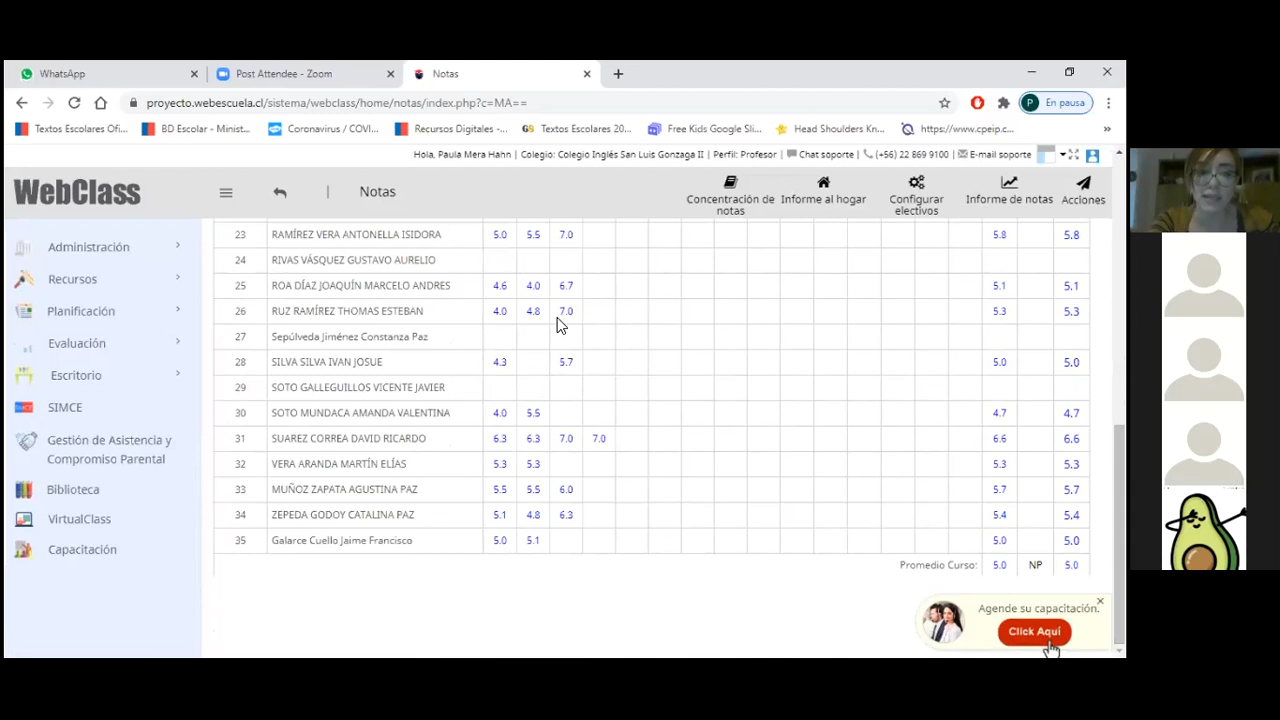 WhatsApp
Post Attendee - Zoom
Notas
proyecto.webescuela.cl/sistema/webclass/home/notas/index.php?c=MA==
En pausa
P
Textos Escolares Ofi...
BD Escolar - Minist...
Coronavirus / COVI...
Recursos Digitales -...
GS
Textos Escolares 20...
Free Kids Google Sli...
Head Shoulders Kn...
https://www.cpeip.c...
Hola, Paula Mera Hahn | Colegio: Colegio Inglés San Luis Gonzaga II | Perfil: Profesor | Chat soporte | (+56) 22 869 9100 | E-mail soporte
WebClass
Notas
Concentración de notas
Informe al hogar
Configurar electivos
Informe de notas
Acciones
Administración
Recursos
Planificación
Evaluación
Escritorio
SIMCE
Gestión de Asistencia y
Compromiso Parental
Biblioteca
VirtualClass
Capacitación
23 RAMÍREZ VERA ANTONELLA ISIDORA 5.0 5.5 7.0 5.8 5.8
24 RIVAS VÁSQUEZ GUSTAVO AURELIO
25 ROA DÍAZ JOAQUÍN MARCELO ANDRES 4.6 4.0 6.7 5.1 5.1
26 RUZ RAMÍREZ THOMAS ESTEBAN 4.0 4.8 7.0 5.3 5.3
27 Sepúlveda Jiménez Constanza Paz
28 SILVA SILVA IVAN JOSUE 4.3 5.7 5.0 5.0
29 SOTO GALLEGUILLOS VICENTE JAVIER
30 SOTO MUNDACA AMANDA VALENTINA 4.0 5.5 4.7 4.7
31 SUAREZ CORREA DAVID RICARDO 6.3 6.3 7.0 7.0 6.6 6.6
32 VERA ARANDA MARTÍN ELÍAS 5.3 5.3 5.3 5.3
33 MUÑOZ ZAPATA AGUSTINA PAZ 5.5 5.5 6.0 5.7 5.7
34 ZEPEDA GODOY CATALINA PAZ 5.1 4.8 6.3 5.4 5.4
35 Galarce Cuello Jaime Francisco 5.0 5.1 5.0 5.0
Promedio Curso: 5.0 NP 5.0
Agende su capacitación.
Click Aquí